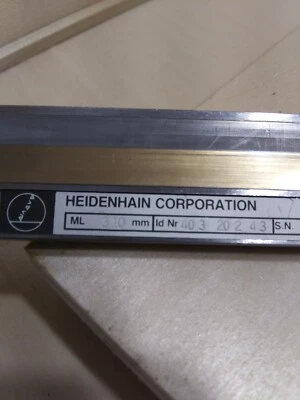 HEIDENHAIN CORPORATION
ML 310 mm Id Nr 403 202 43 S.N.